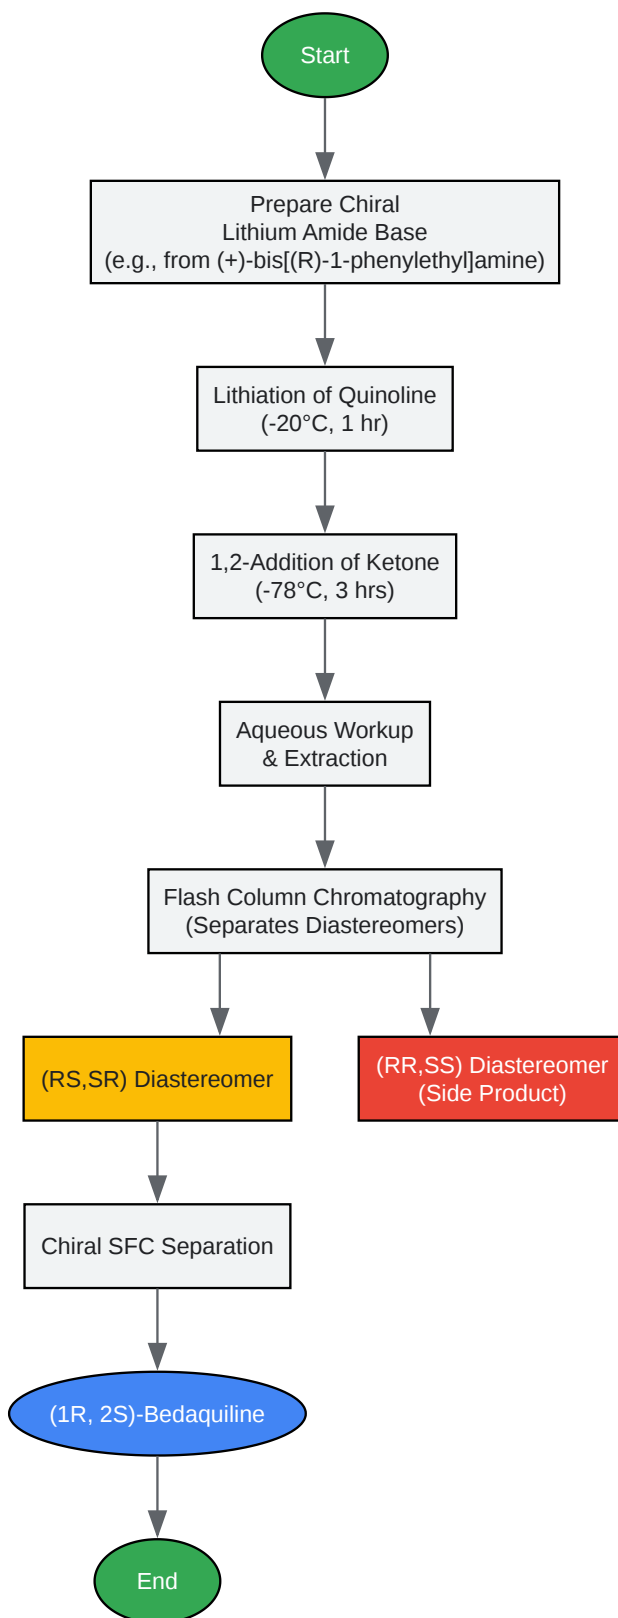 Start
Prepare Chiral
Lithium Amide Base
(e.g., from (+)-bis[(R)-1-phenylethyl]amine)
Lithiation of Quinoline
(-20°C, 1 hr)
1,2-Addition of Ketone
(-78°C, 3 hrs)
Aqueous Workup
& Extraction
Flash Column Chromatography
(Separates Diastereomers)
(RS,SR) Diastereomer
(RR,SS) Diastereomer
(Side Product)
Chiral SFC Separation
(1R, 2S)-Bedaquiline
End